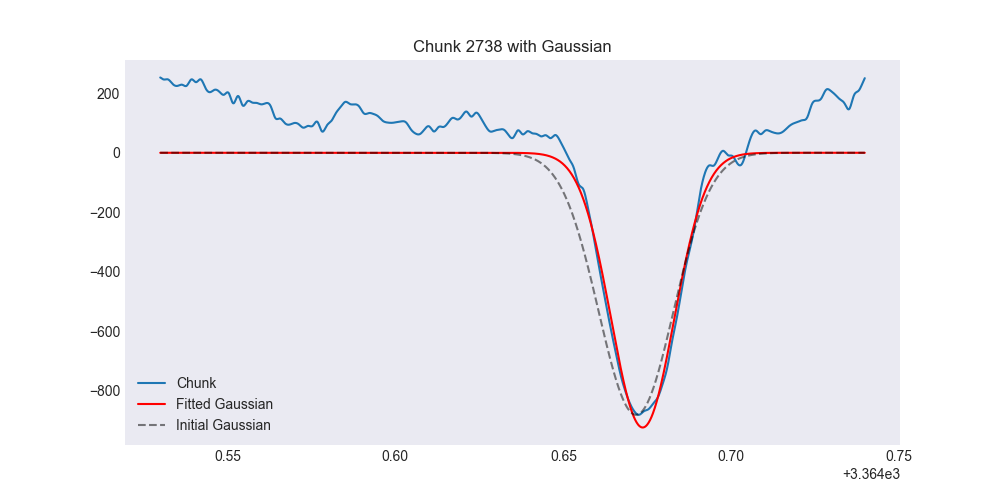 Chunk 2738 with Gaussian
200
0
−200
−400
−600
−800
Chunk
Fitted Gaussian
Initial Gaussian
0.55 0.60 0.65 0.70 0.75
+3.364e3